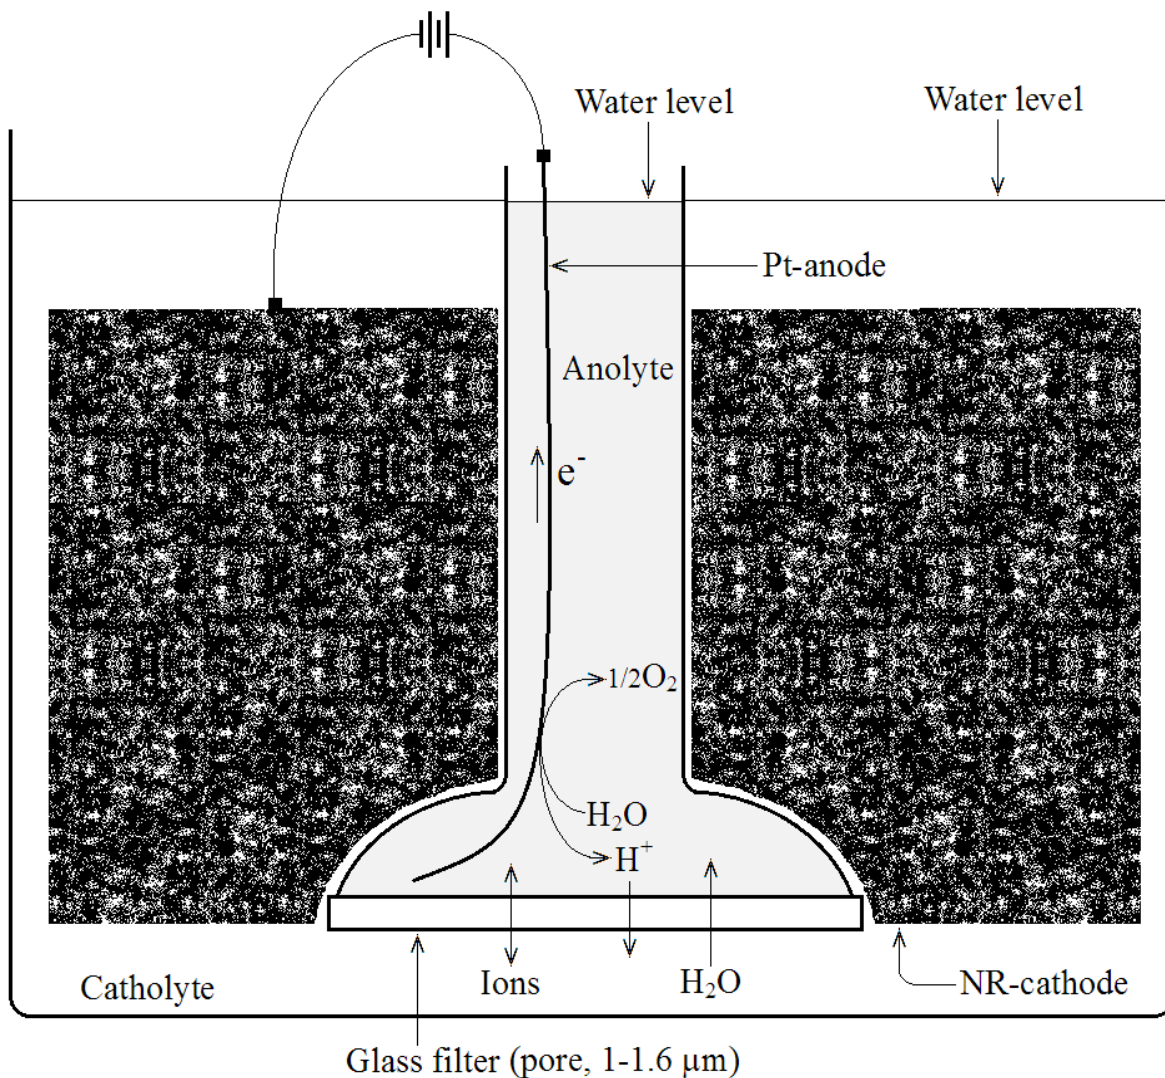 Water level
Water level
Pt-anode
Anolyte
e⁻
1/2O₂
H₂O
H⁺
Catholyte
Ions
H₂O
NR-cathode
Glass filter (pore, 1-1.6 µm)